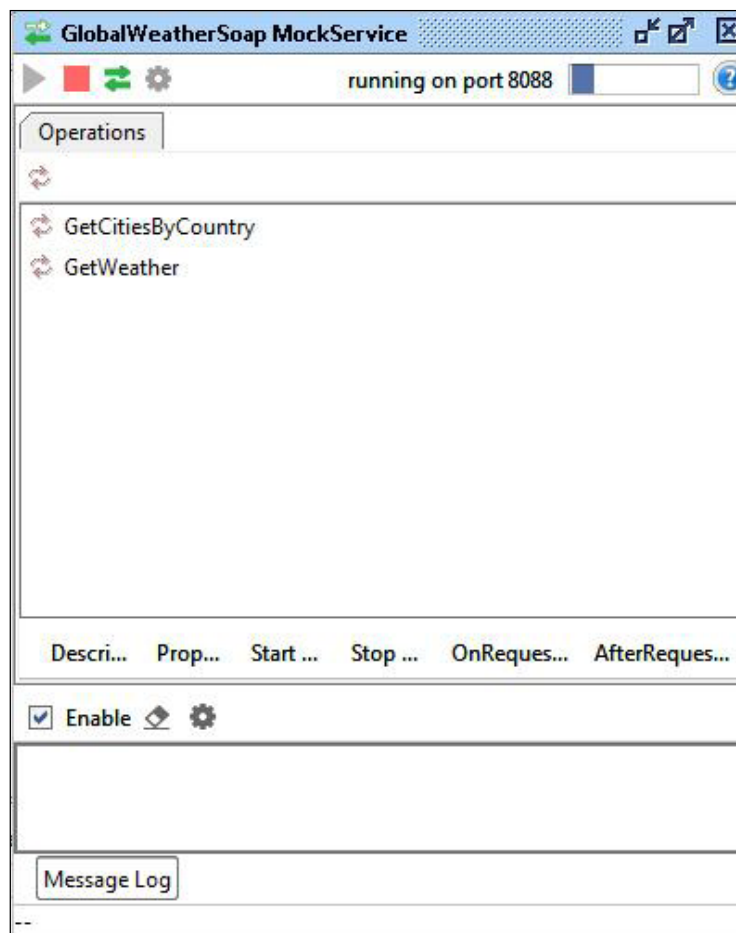 GlobalWeatherSoap MockService
running on port 8088
Operations
GetCitiesByCountry
GetWeather
Descri... Prop... Start ... Stop ... OnReques... AfterReques...
Enable
Message Log
--